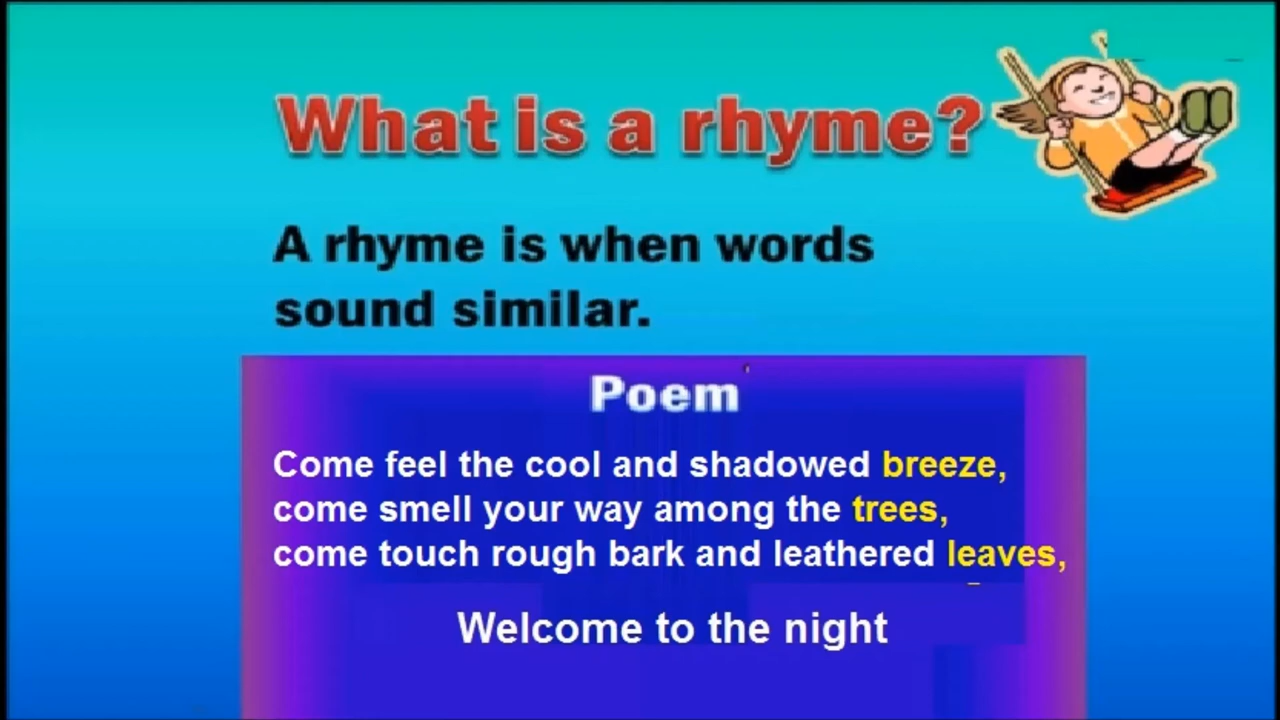 What is a rhyme?
A rhyme is when words
sound similar.
Poem
Come feel the cool and shadowed breeze,
come smell your way among the trees,
come touch rough bark and leathered leaves,
Welcome to the night